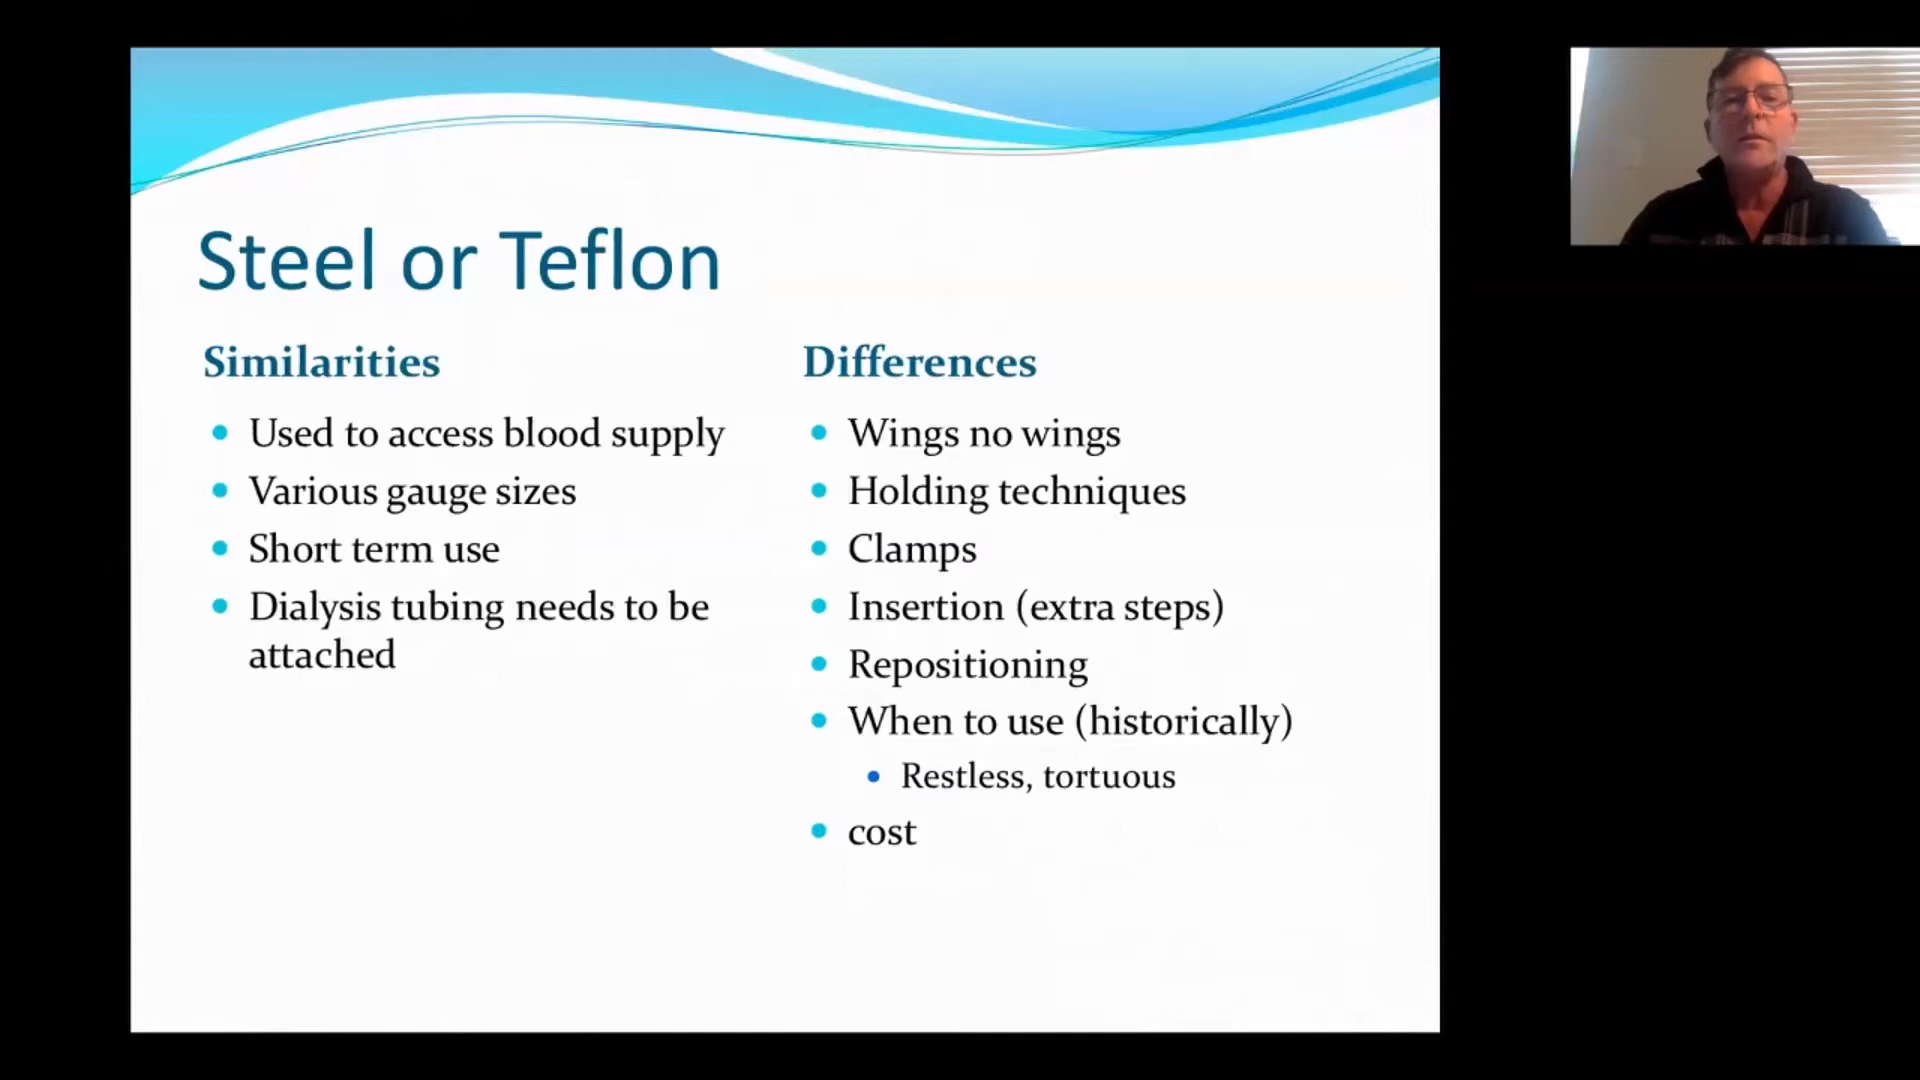 Steel or Teflon
Similarities
Used to access blood supply
Various gauge sizes
Short term use
Dialysis tubing needs to be
attached
Differences
Wings no wings
Holding techniques
Clamps
Insertion (extra steps)
Repositioning
When to use (historically)
Restless, tortuous
cost